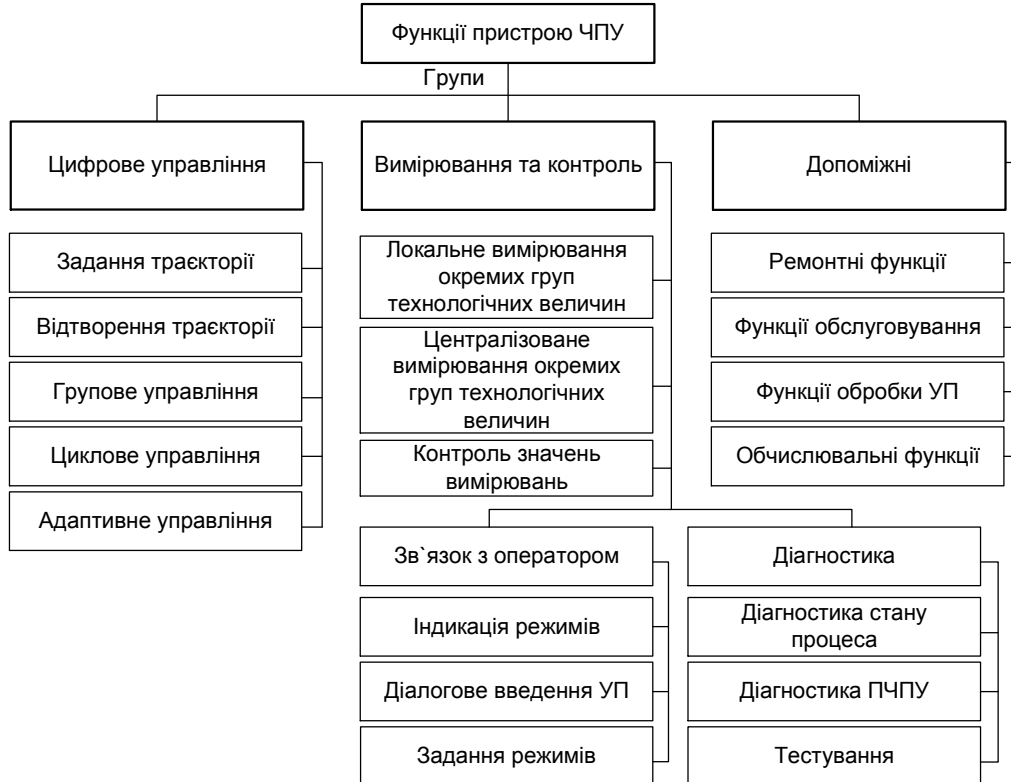 Функції пристрою ЧПУ
Групи
Цифрове управління
Задання траєкторії
Відтворення траєкторії
Групове управління
Циклове управління
Адаптивне управління
Вимірювання та контроль
Локальне вимірювання
окремих груп
технологічних величин
Централізоване
вимірювання окремих
груп технологічних
величин
Контроль значень
вимірювань
Допоміжні
Ремонтні функції
Функції обслуговування
Функції обробки УП
Обчислювальні функції
Зв`язок з оператором
Індикація режимів
Діалогове введення УП
Задання режимів
Діагностика
Діагностика стану
процеса
Діагностика ПЧПУ
Тестування